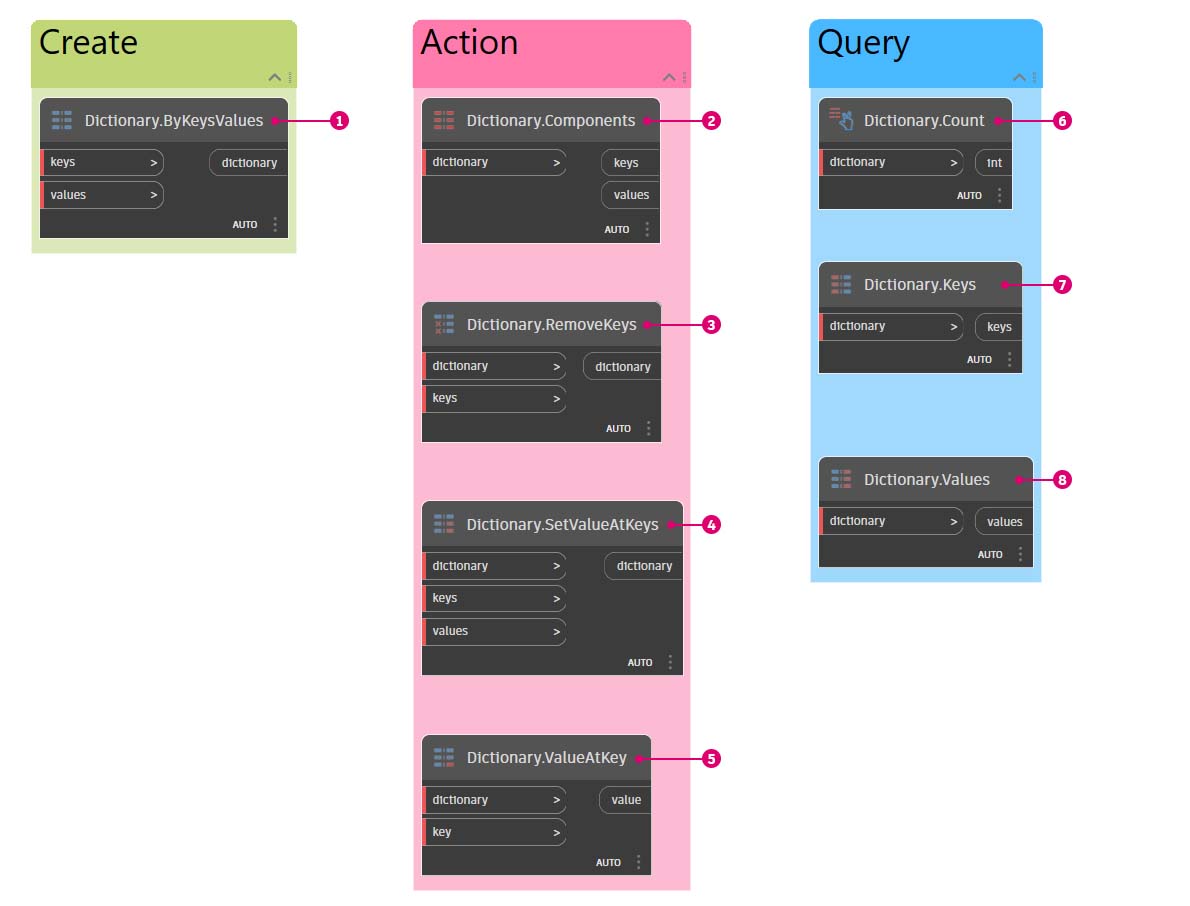 Create
Dictionary.ByKeysValues
1
keys >
dictionary
values >
AUTO
Action
Dictionary.Components
2
dictionary >
keys
values
AUTO
Dictionary.RemoveKeys
3
dictionary >
dictionary
keys >
AUTO
Dictionary.SetValueAtKeys
4
dictionary >
dictionary
keys >
values >
AUTO
Dictionary.ValueAtKey
5
dictionary >
value
key >
AUTO
Query
Dictionary.Count
6
dictionary >
int
AUTO
Dictionary.Keys
7
dictionary >
keys
AUTO
Dictionary.Values
8
dictionary >
values
AUTO